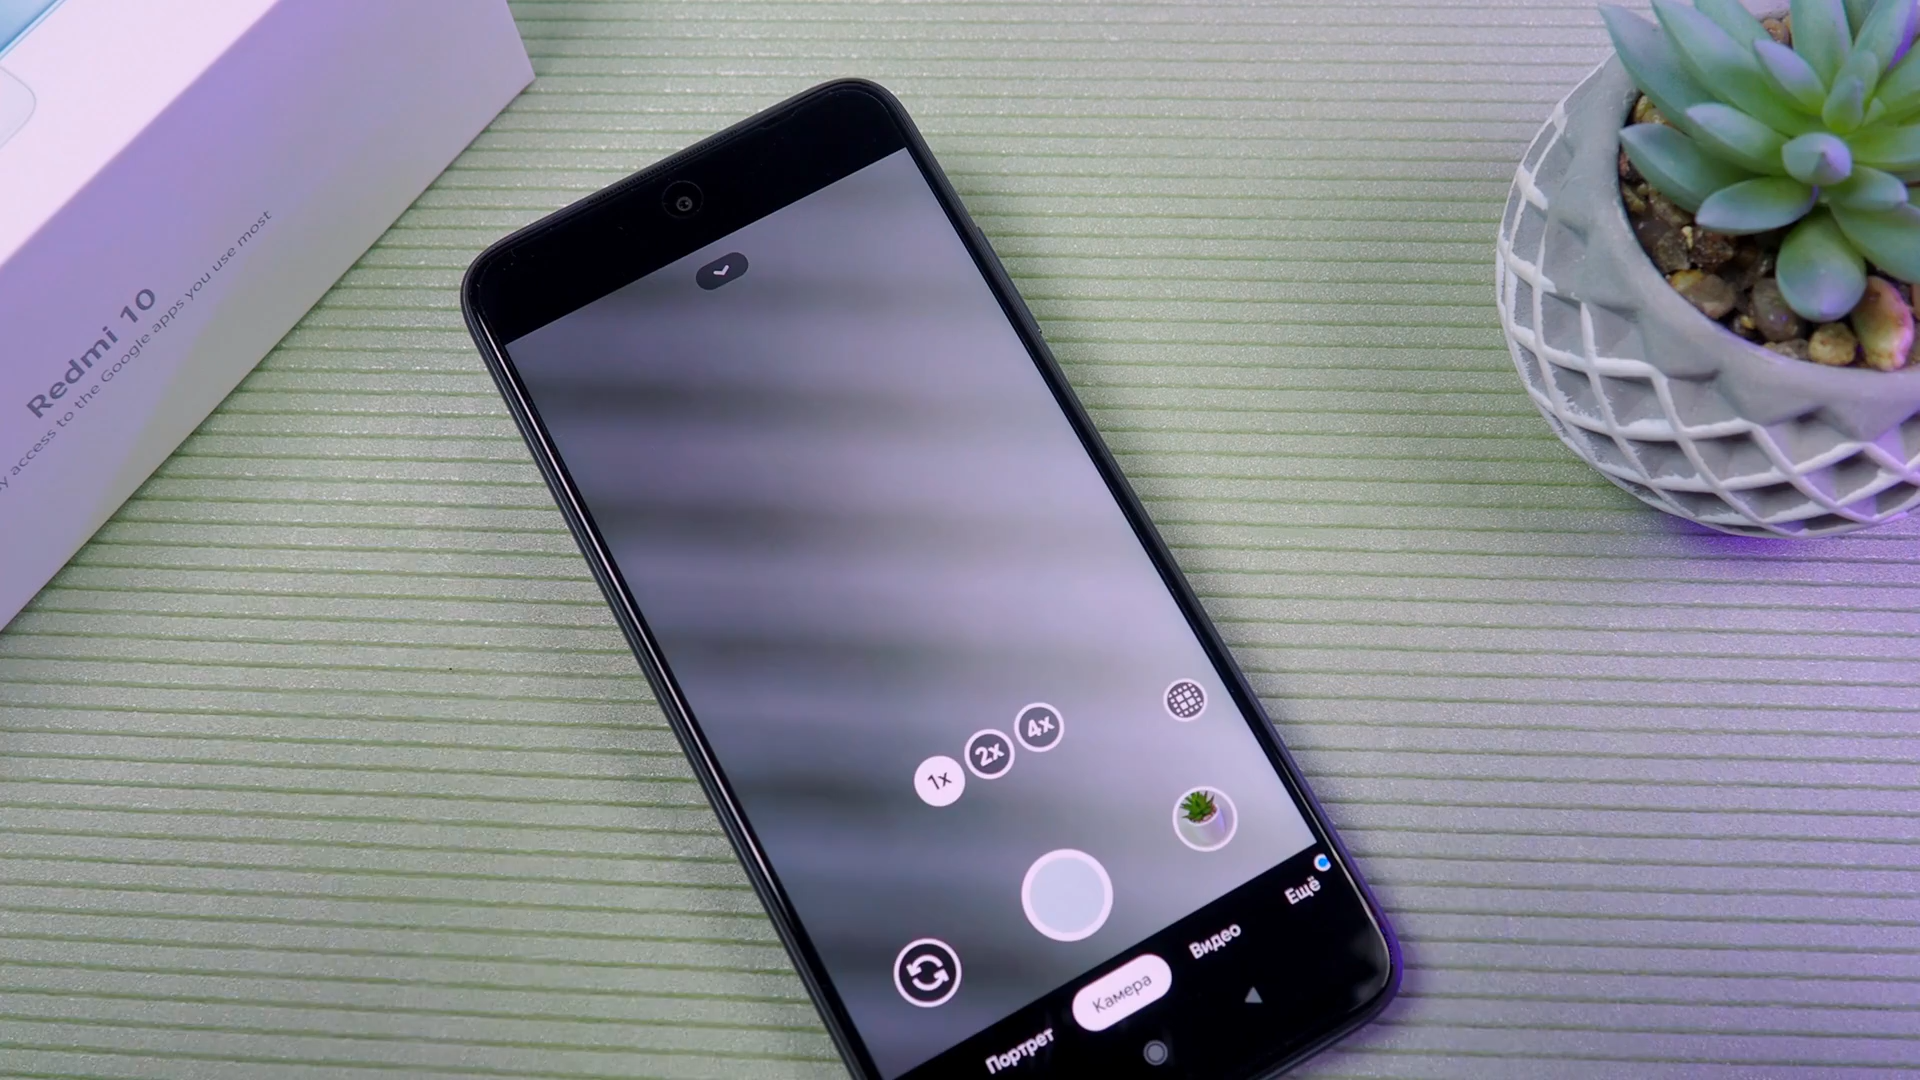 Redmi 10
access to the Google apps you use most
1x
2x
4x
Ещё
Видео
Камера
Портрет